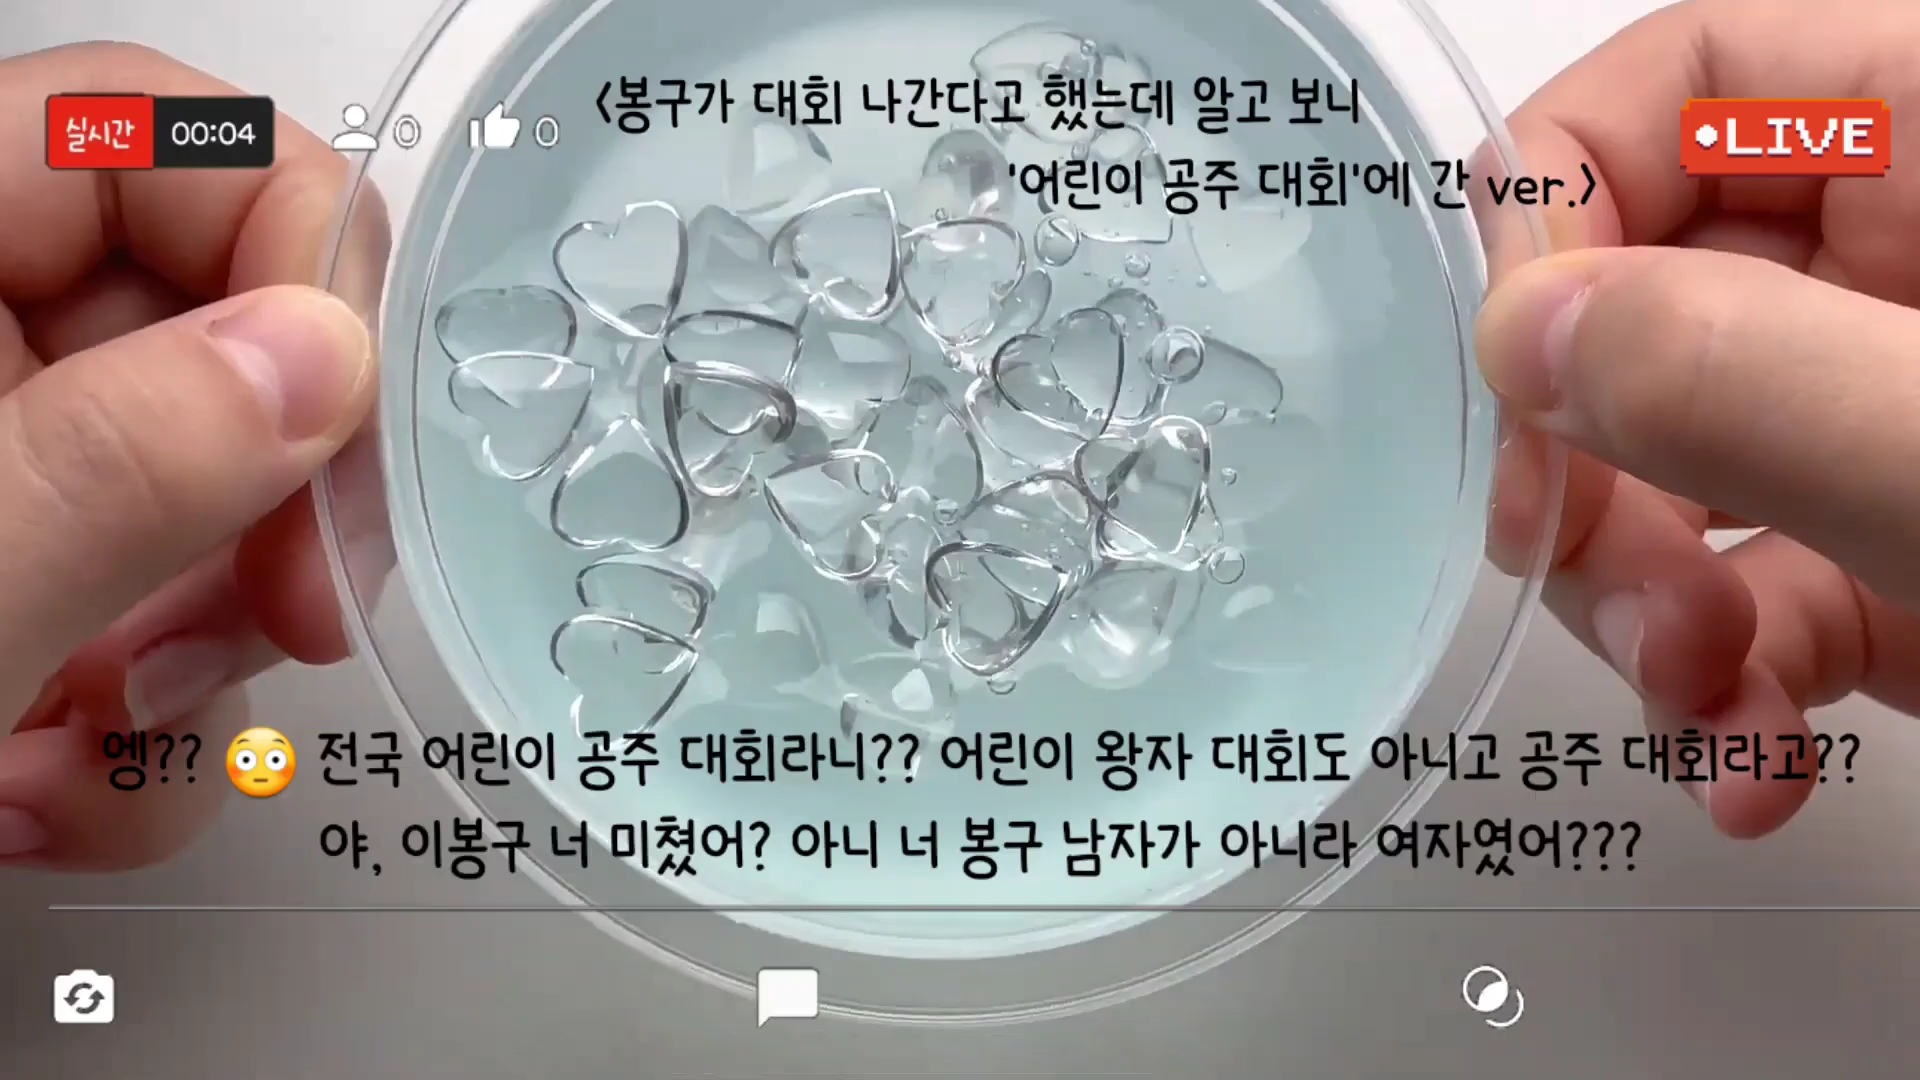 <봉구가 대회 나간다고 했는데 알고 보니
'어린이 공주 대회'에 간 ver.>
실시간 00:04
0 0
•LIVE
엥?? 😳 전국 어린이 공주 대회라니?? 어린이 왕자 대회도 아니고 공주 대회라고??
야, 이봉구 너 미쳤어? 아니 너 봉구 남자가 아니라 여자였어???